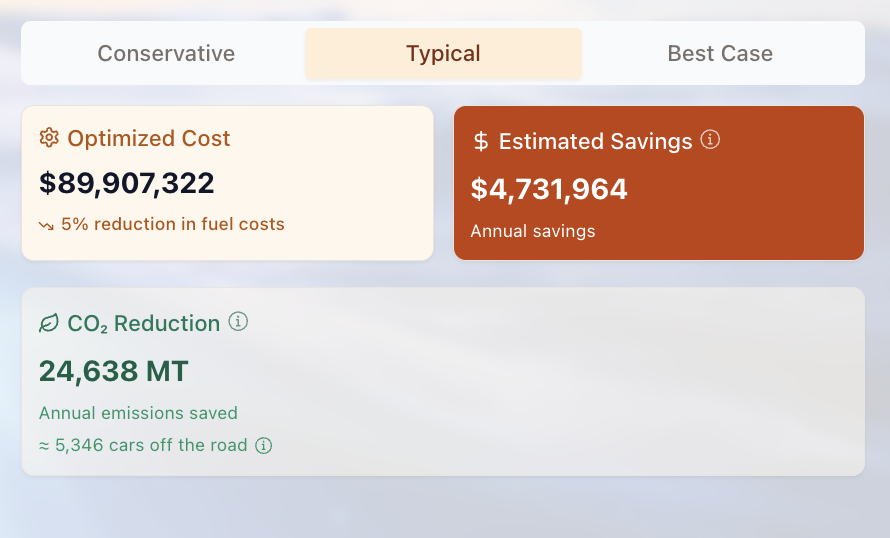 Conservative
Typical
Best Case
Optimized Cost
$89,907,322
5% reduction in fuel costs
Estimated Savings
$4,731,964
Annual savings
CO₂ Reduction
24,638 MT
Annual emissions saved
≈ 5,346 cars off the road